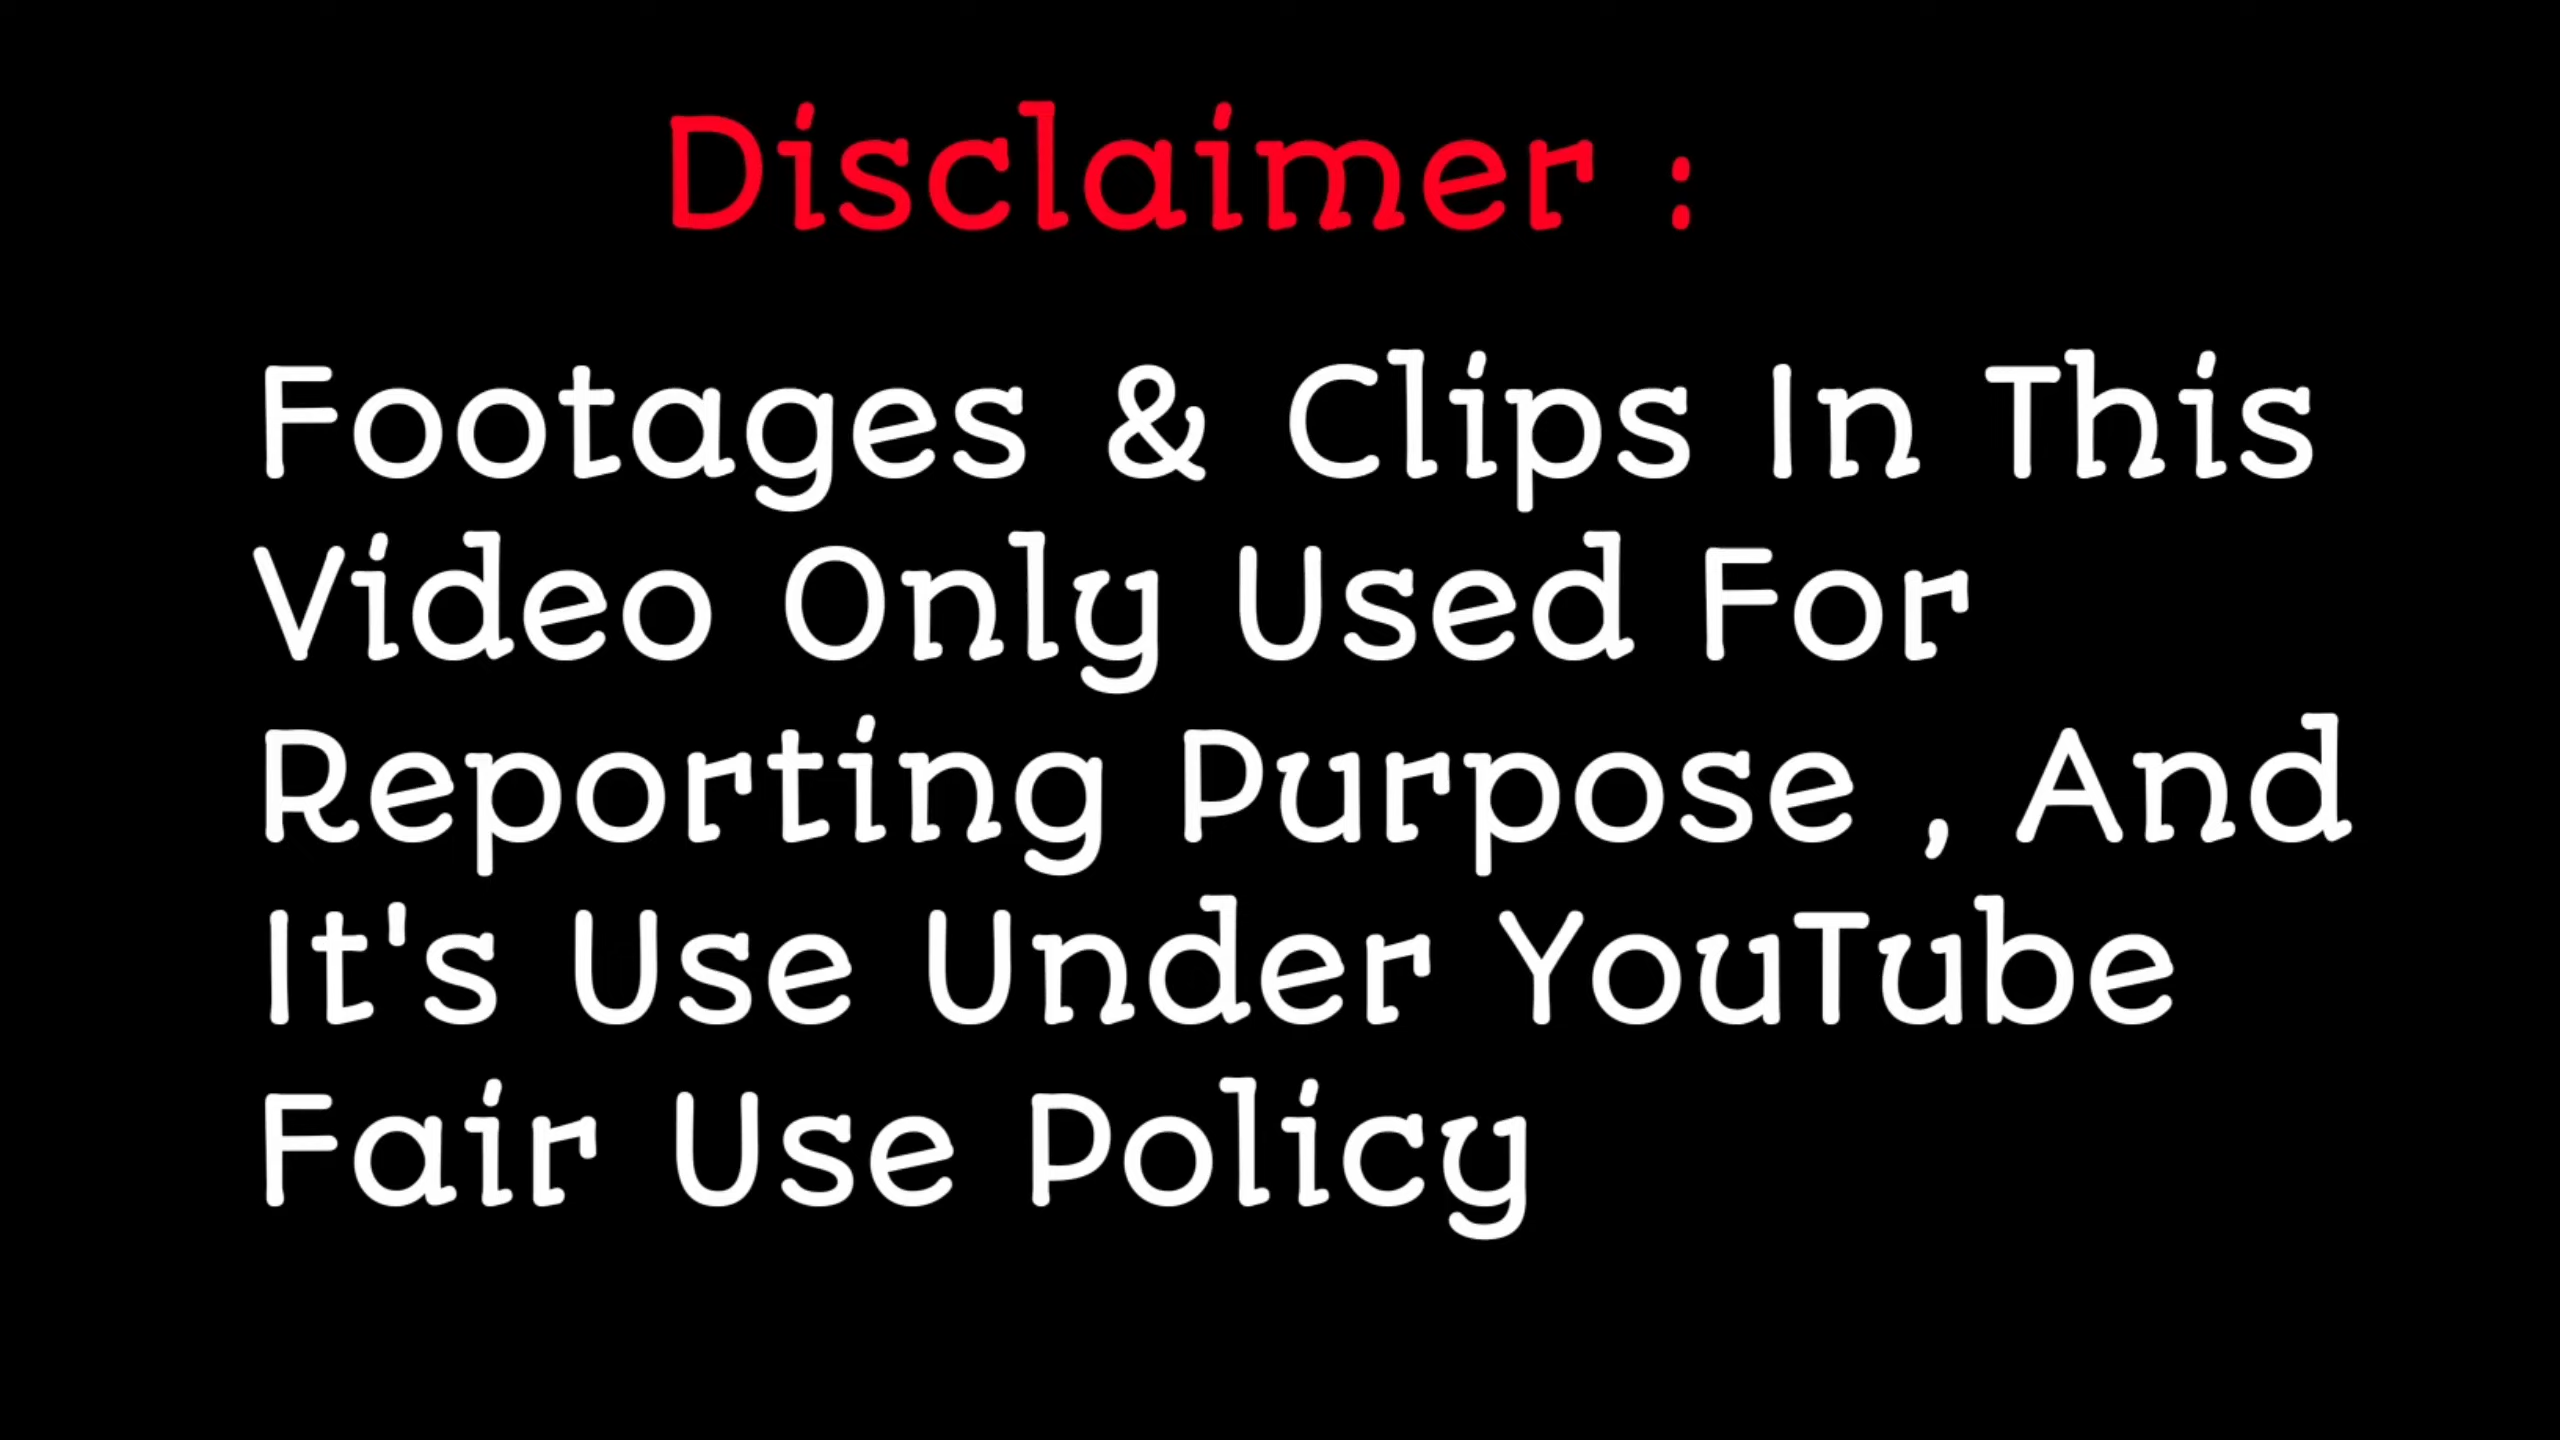 Disclaimer :
Footages & Clips In This
Video Only Used For
Reporting Purpose , And
It's Use Under YouTube
Fair Use Policy